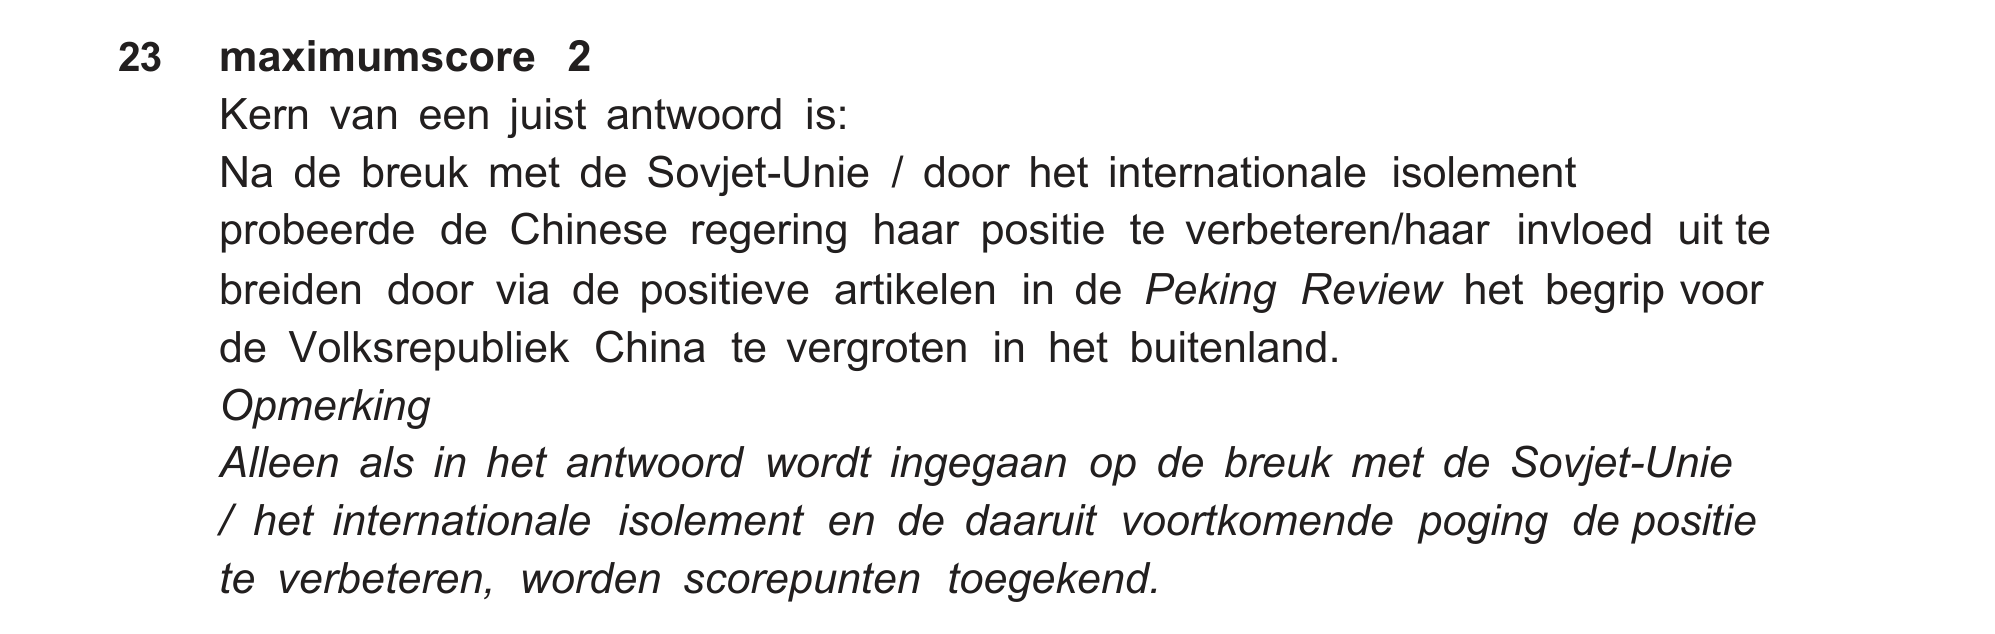 23 maximumscore 2
Kern van een juist antwoord is:
Na de breuk met de Sovjet-Unie / door het internationale isolement
probeerde de Chinese regering haar positie te verbeteren/haar invloed uit te
breiden door via de positieve artikelen in de Peking Review het begrip voor
de Volksrepubliek China te vergroten in het buitenland.
Opmerking
Alleen als in het antwoord wordt ingegaan op de breuk met de Sovjet-Unie
/ het internationale isolement en de daaruit voortkomende poging de positie
te verbeteren, worden scorepunten toegekend.